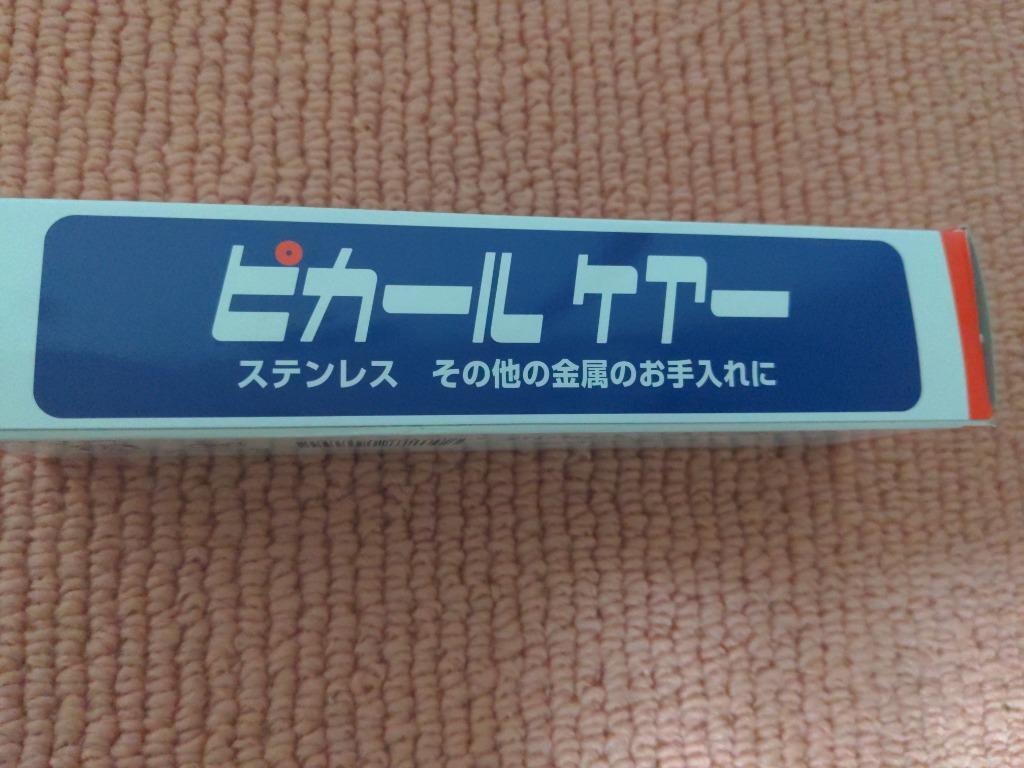 ピカール ケアー
ステンレス その他の金属のお手入れに